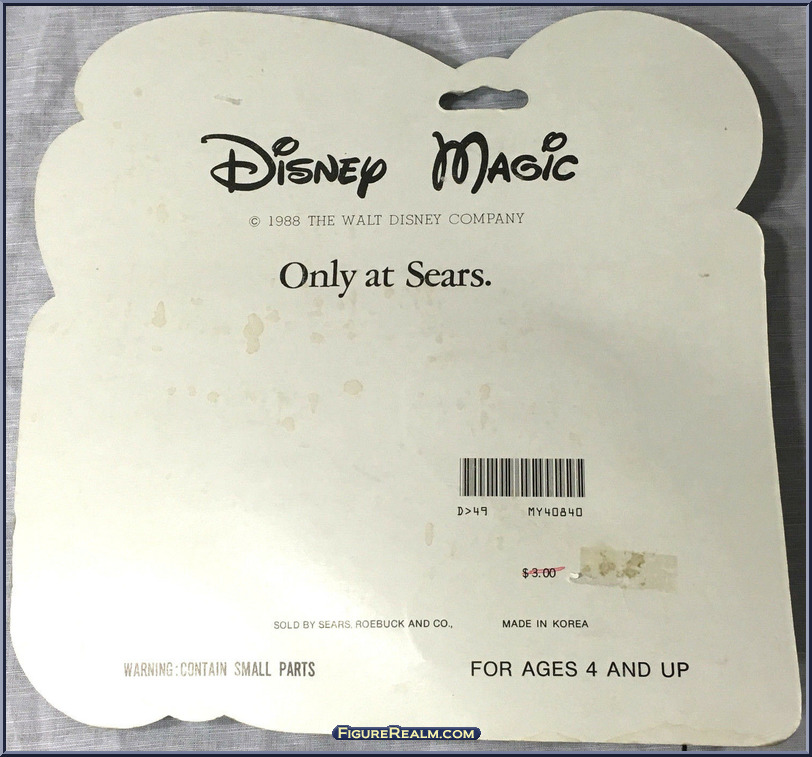 Disney Magic
© 1988 THE WALT DISNEY COMPANY
Only at Sears.
D>49 MY40840
$3.00
SOLD BY SEARS, ROEBUCK AND CO., MADE IN KOREA
WARNING:CONTAIN SMALL PARTS FOR AGES 4 AND UP
FIGUREREALM.COM